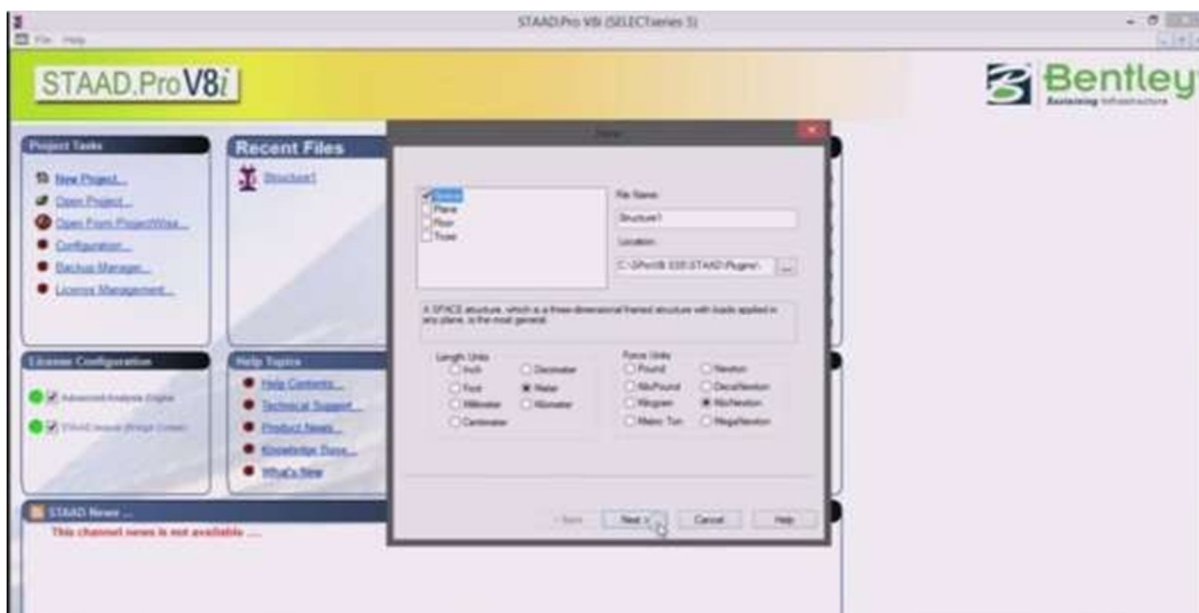 STAAD.Pro V8i (SELECTseries 5)
File Help
STAAD.Pro V8i
Bentley
Sustaining Infrastructure
Project Tasks
New Project...
Open Project...
Open From ProjectWise...
Configuration...
Backup Manager...
License Management...
Recent Files
Structure1
License Configuration
Advanced Analysis Engine
Help Topics
Help Contents...
Technical Support...
Product News...
Knowledge Base...
What's New
STAAD News ...
This channel news is not available ....
New
Space
Plane
Floor
Truss
File Name:
Structure1
Location:
...
A SPACE structure, which is a three-dimensional framed structure with loads applied in
any plane, is the most general.
Length Units
Inch
Decimeter
Foot
Meter
Millimeter
Kilometer
Centimeter
Force Units
Pound
Newton
KiloPound
DecaNewton
Kilogram
KiloNewton
Metric Ton
MegaNewton
< Back
Next >
Cancel
Help